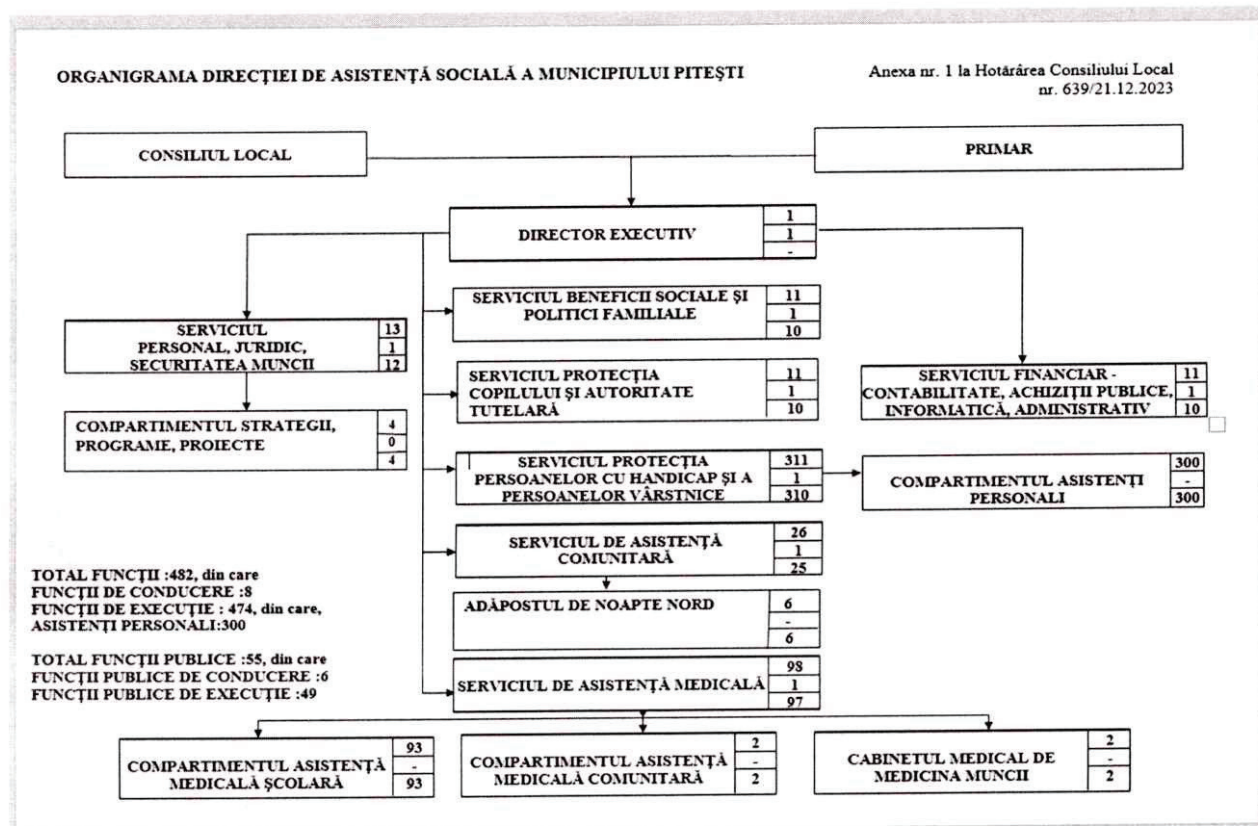 ORGANIGRAMA DIRECȚIEI DE ASISTENȚĂ SOCIALĂ A MUNICIPIULUI PITEȘTI
Anexa nr. 1 la Hotărârea Consiliului Local
nr. 639/21.12.2023
CONSILIUL LOCAL
PRIMAR
DIRECTOR EXECUTIV
1
1
-
SERVICIUL BENEFICII SOCIALE ȘI
POLITICI FAMILIALE
11
1
10
SERVICIUL
PERSONAL, JURIDIC,
SECURITATEA MUNCII
13
1
12
SERVICIUL PROTECȚIA
COPILULUI ȘI AUTORITATE
TUTELARĂ
11
1
10
SERVICIUL FINANCIAR -
CONTABILITATE, ACHIZIȚII PUBLICE,
INFORMATICĂ, ADMINISTRATIV
11
1
10
COMPARTIMENTUL STRATEGII,
PROGRAME, PROIECTE
4
0
4
SERVICIUL PROTECȚIA
PERSOANELOR CU HANDICAP ȘI A
PERSOANELOR VÂRSTNICE
311
1
310
COMPARTIMENTUL ASISTENȚI
PERSONALI
300
-
300
SERVICIUL DE ASISTENȚĂ
COMUNITARĂ
26
1
25
TOTAL FUNCȚII :482, din care
FUNCȚII DE CONDUCERE :8
FUNCȚII DE EXECUȚIE : 474, din care,
ASISTENȚI PERSONALI:300
ADĂPOSTUL DE NOAPTE NORD
6
-
6
TOTAL FUNCȚII PUBLICE :55, din care
FUNCȚII PUBLICE DE CONDUCERE :6
FUNCȚII PUBLICE DE EXECUȚIE :49
SERVICIUL DE ASISTENȚĂ MEDICALĂ
98
1
97
COMPARTIMENTUL ASISTENȚĂ
MEDICALĂ ȘCOLARĂ
93
-
93
COMPARTIMENTUL ASISTENȚĂ
MEDICALĂ COMUNITARĂ
2
-
2
CABINETUL MEDICAL DE
MEDICINA MUNCII
2
-
2